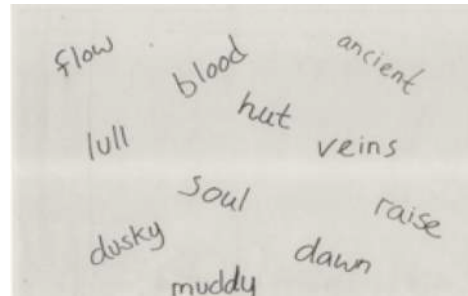 flow
blood
ancient
hut
lull
veins
soul
raise
dusky
dawn
muddy